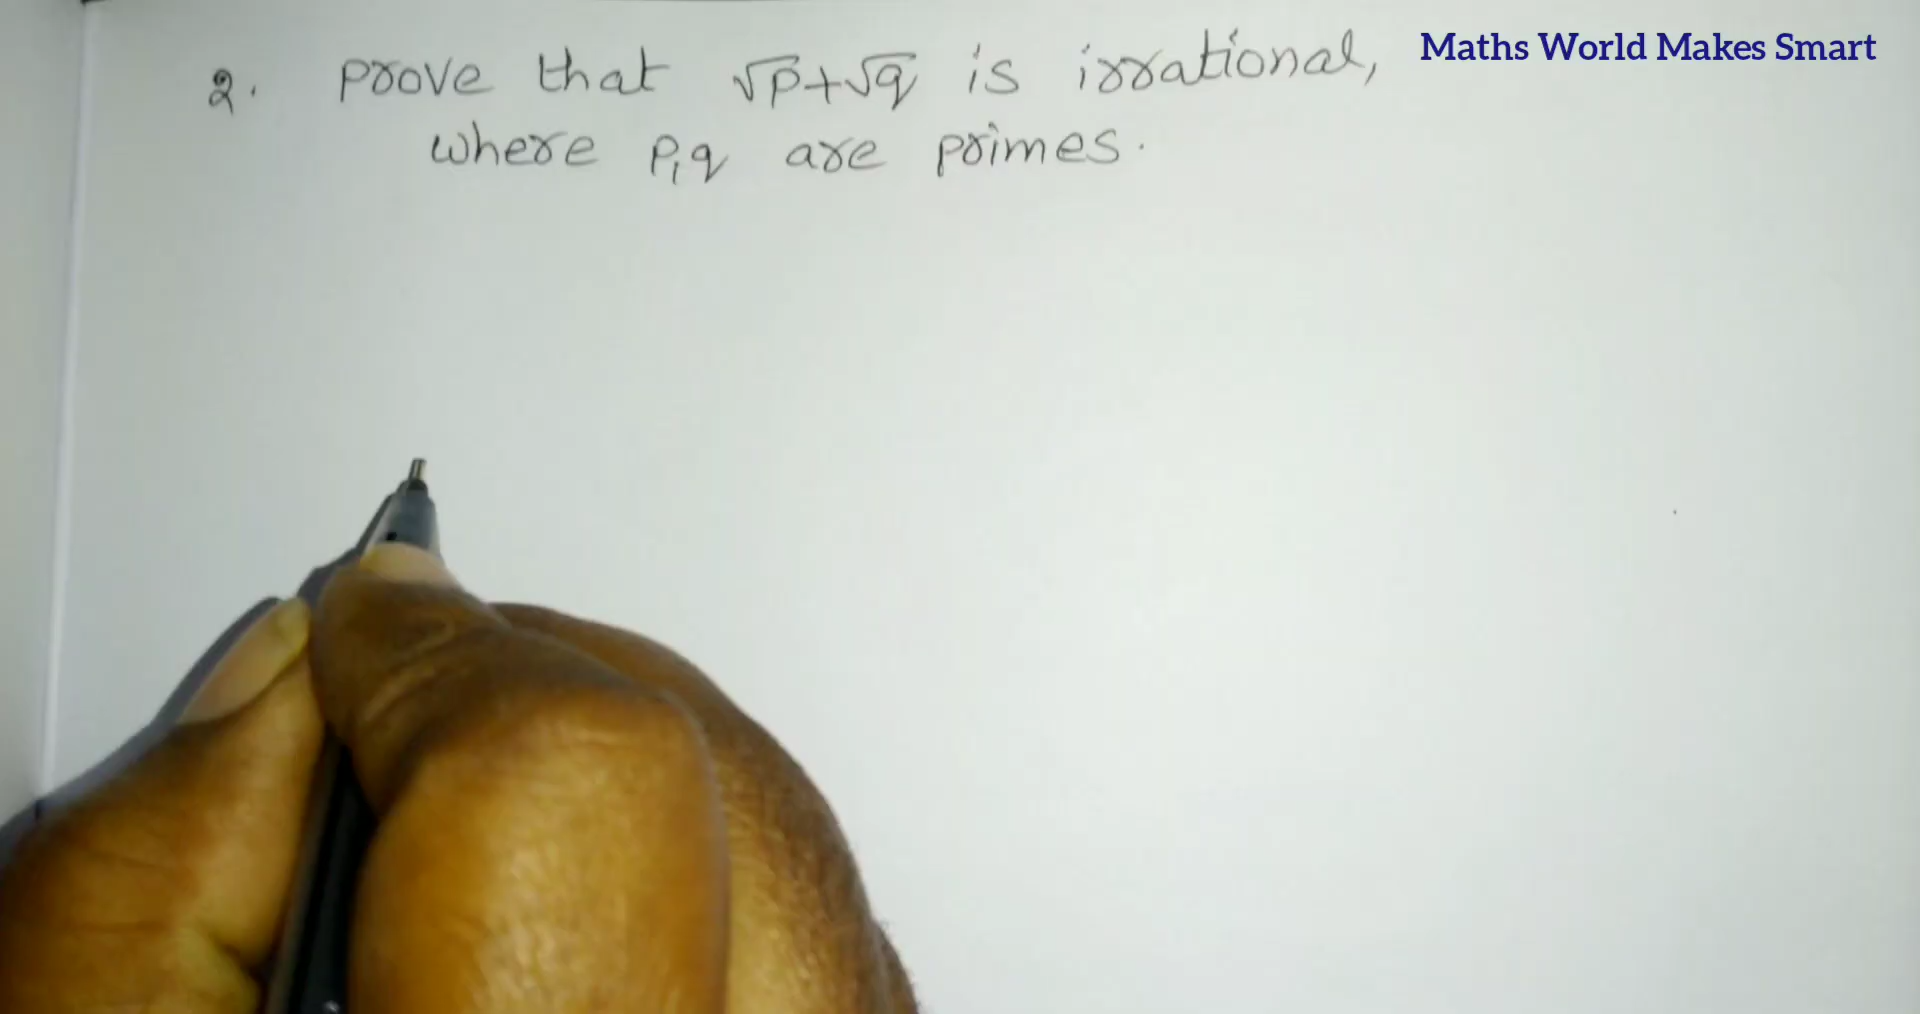 2. Prove that √p+√q is irrational,
where p,q are primes.
Maths World Makes Smart